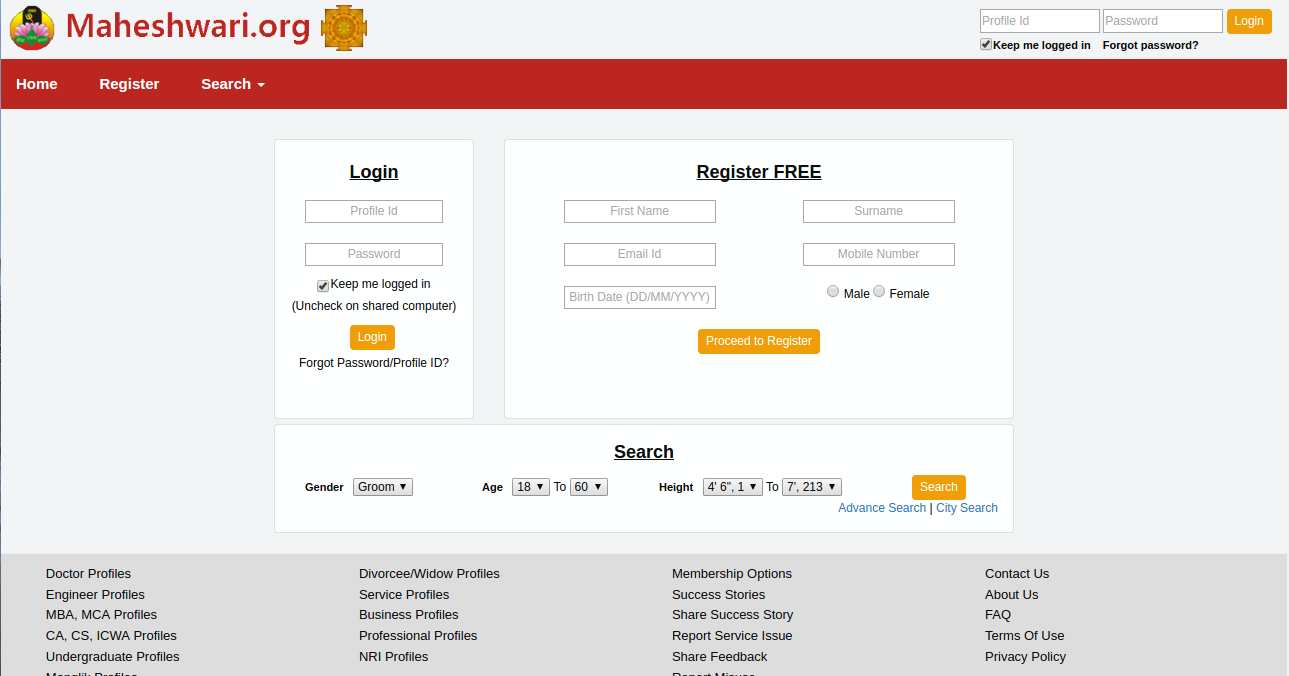 Maheshwari.org
Profile Id Password Login
Keep me logged in Forgot password?
Home Register Search
Login
Profile Id
Password
Keep me logged in
(Uncheck on shared computer)
Login
Forgot Password/Profile ID?
Register FREE
First Name Surname
Email Id Mobile Number
Birth Date (DD/MM/YYYY) Male Female
Proceed to Register
Search
Gender Groom Age 18 To 60 Height 4' 6", 1 To 7', 213 Search
Advance Search | City Search
Doctor Profiles Divorcee/Widow Profiles Membership Options Contact Us
Engineer Profiles Service Profiles Success Stories About Us
MBA, MCA Profiles Business Profiles Share Success Story FAQ
CA, CS, ICWA Profiles Professional Profiles Report Service Issue Terms Of Use
Undergraduate Profiles NRI Profiles Share Feedback Privacy Policy
Manglik Profiles Report Misuse